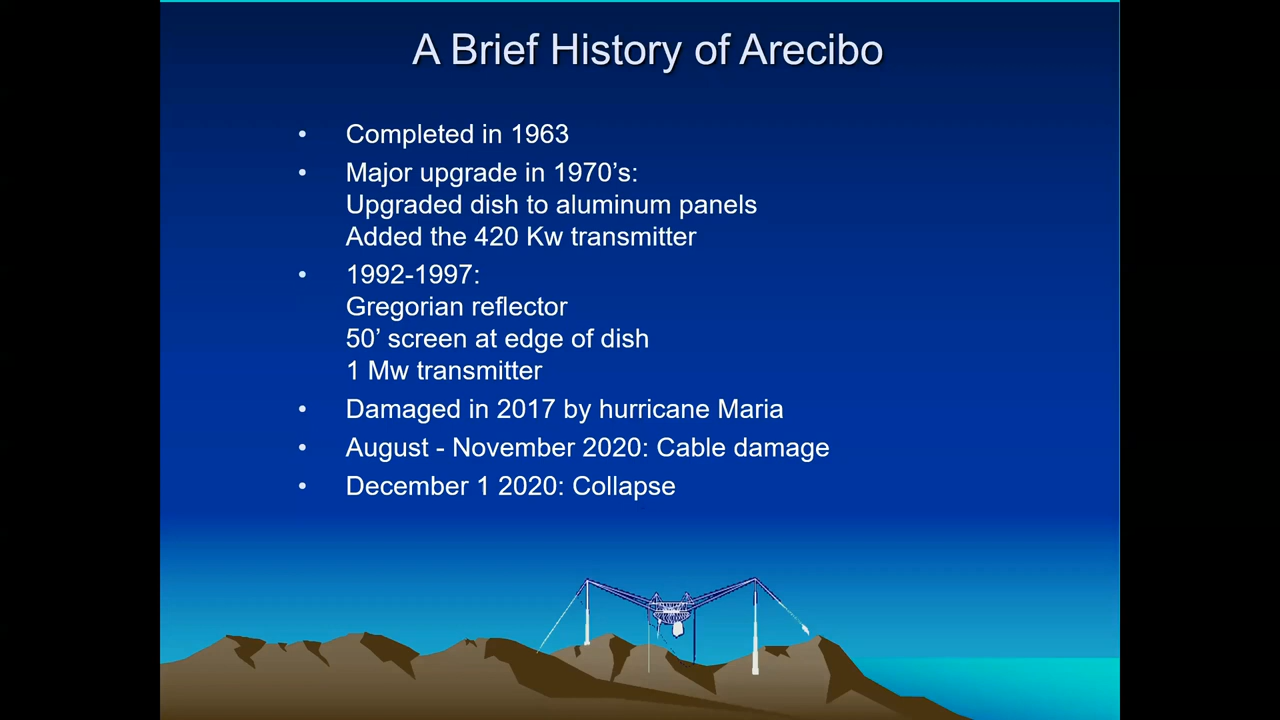 A Brief History of Arecibo
• Completed in 1963
• Major upgrade in 1970’s:
Upgraded dish to aluminum panels
Added the 420 Kw transmitter
• 1992-1997:
Gregorian reflector
50’ screen at edge of dish
1 Mw transmitter
• Damaged in 2017 by hurricane Maria
• August - November 2020: Cable damage
• December 1 2020: Collapse